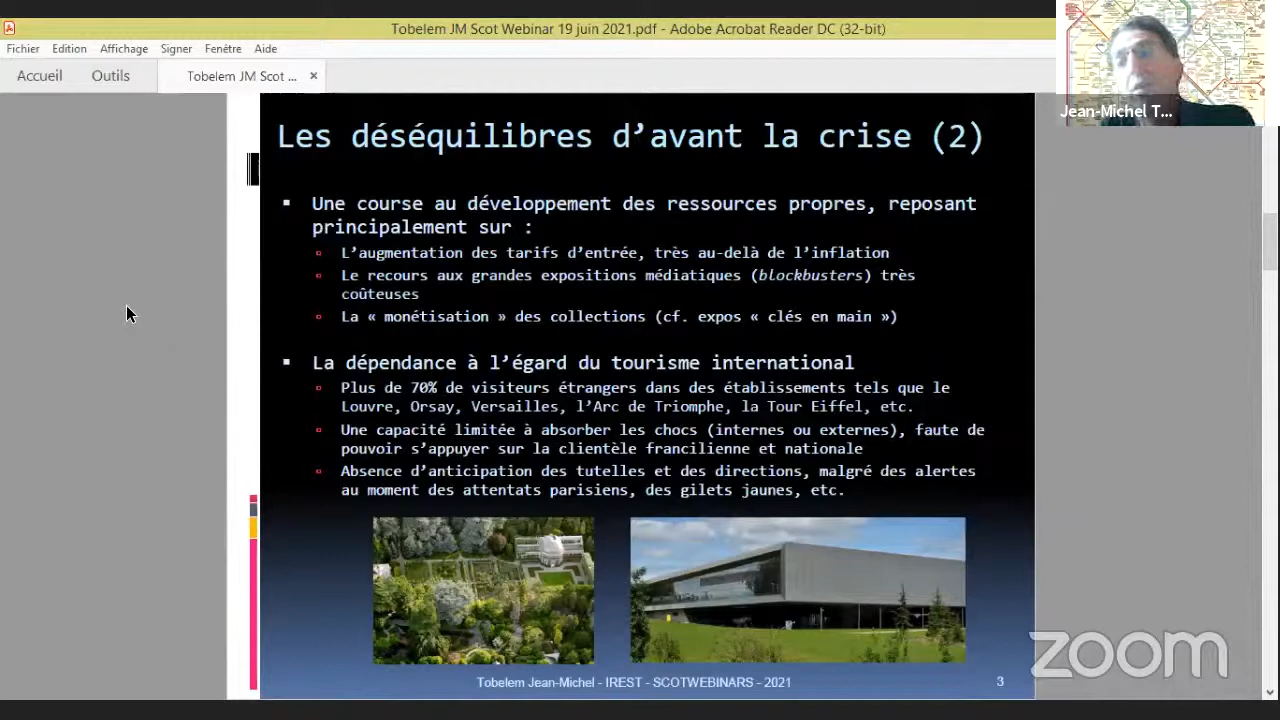 Tobelem JM Scot Webinar 19 juin 2021.pdf - Adobe Acrobat Reader DC (32-bit)
Fichier Edition Affichage Signer Fenêtre Aide
Accueil Outils Tobelem JM Scot ... ×
Jean-Michel T...
Les déséquilibres d’avant la crise (2)
▪ Une course au développement des ressources propres, reposant
principalement sur :
▫ L’augmentation des tarifs d’entrée, très au-delà de l’inflation
▫ Le recours aux grandes expositions médiatiques (blockbusters) très
coûteuses
▫ La « monétisation » des collections (cf. expos « clés en main »)
▪ La dépendance à l’égard du tourisme international
▫ Plus de 70% de visiteurs étrangers dans des établissements tels que le
Louvre, Orsay, Versailles, l’Arc de Triomphe, la Tour Eiffel, etc.
▫ Une capacité limitée à absorber les chocs (internes ou externes), faute de
pouvoir s’appuyer sur la clientèle francilienne et nationale
▫ Absence d’anticipation des tutelles et des directions, malgré des alertes
au moment des attentats parisiens, des gilets jaunes, etc.
Tobelem Jean-Michel - IREST - SCOTWEBINARS - 2021 3
zoom